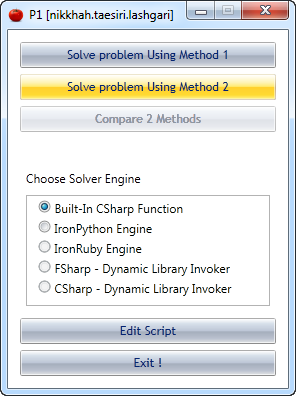 P1 [nikkhah.taesiri.lashgari]
Solve problem Using Method 1
Solve problem Using Method 2
Compare 2 Methods
Choose Solver Engine
Built-In CSharp Function
IronPython Engine
IronRuby Engine
FSharp - Dynamic Library Invoker
CSharp - Dynamic Library Invoker
Edit Script
Exit !